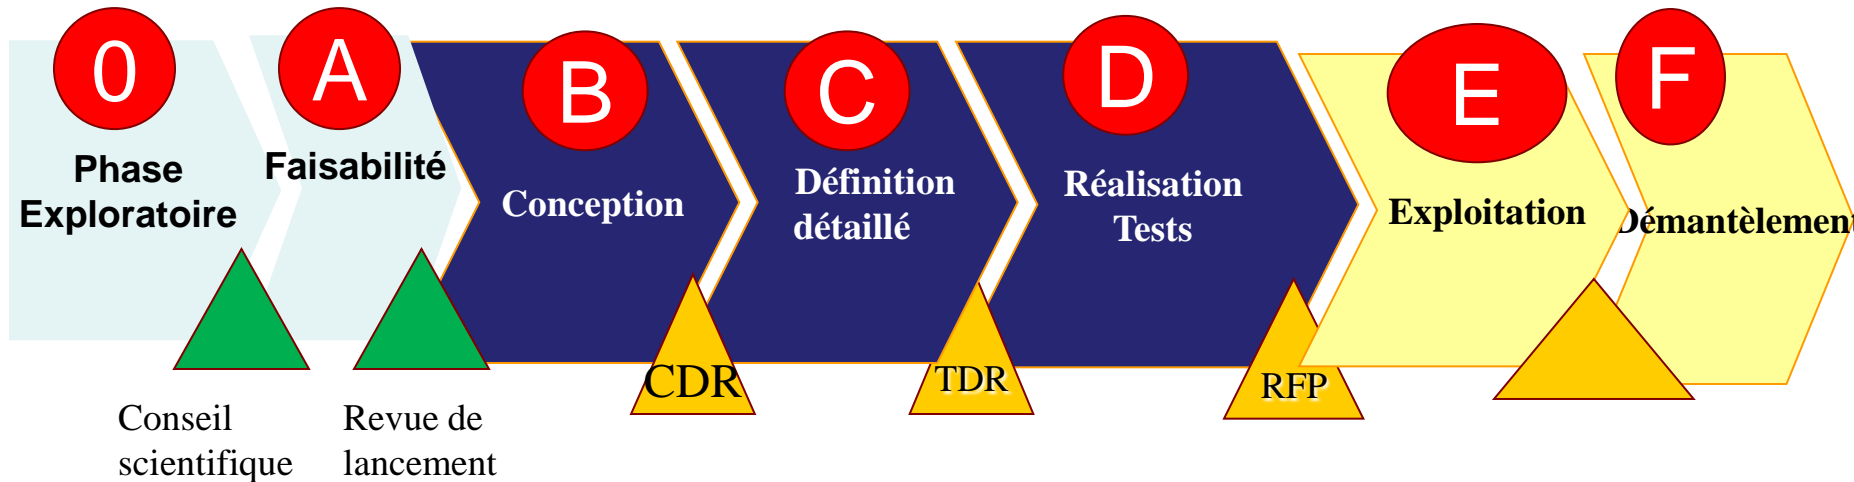 0
Phase
Exploratoire
A
Faisabilité
B
Conception
C
Définition
détaillé
D
Réalisation
Tests
E
Exploitation
F
Démantèlement
CDR
TDR
RFP
Conseil
scientifique
Revue de
lancement